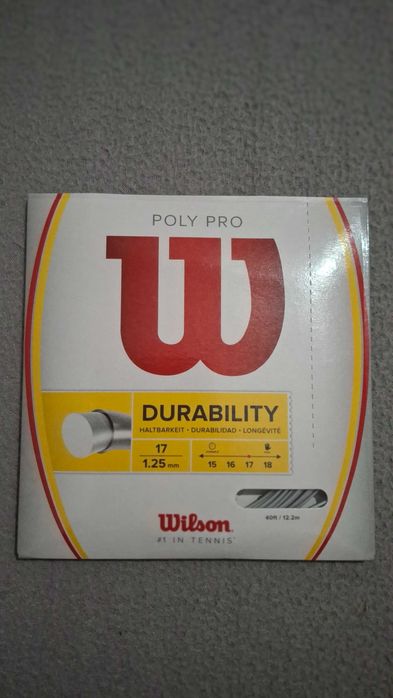 POLY PRO
W
DURABILITY
HALTBARKEIT • DURABILIDAD • LONGÉVITÉ
17
1.25 mm
15 16 17 18
40ft / 12.2m
Wilson
#1 IN TENNIS